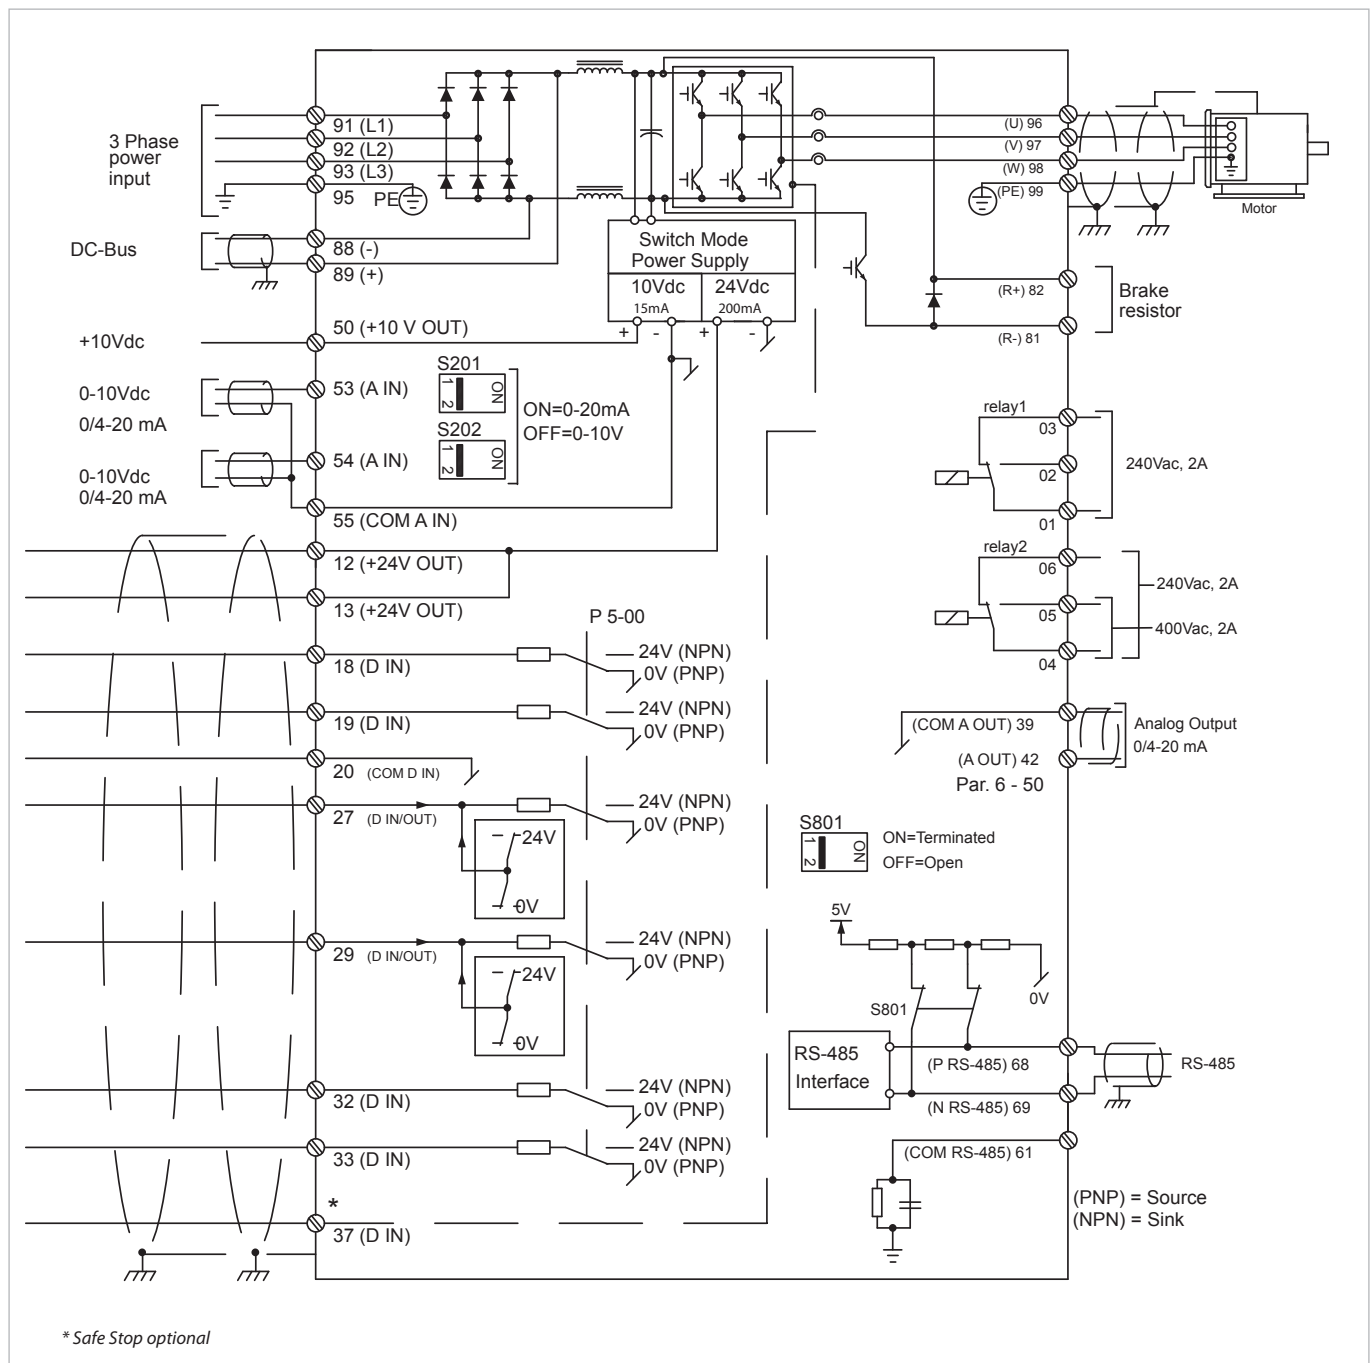 3 Phase
power
input
91 (L1)
92 (L2)
93 (L3)
95 PE
DC-Bus
88 (-)
89 (+)
+10Vdc
50 (+10 V OUT)
0-10Vdc
0/4-20 mA
53 (A IN)
0-10Vdc
0/4-20 mA
54 (A IN)
55 (COM A IN)
12 (+24V OUT)
13 (+24V OUT)
18 (D IN)
19 (D IN)
20 (COM D IN)
27 (D IN/OUT)
29 (D IN/OUT)
32 (D IN)
33 (D IN)
*
37 (D IN)
Switch Mode
Power Supply
10Vdc
15mA
24Vdc
200mA
+ - + -
S201
1 2
ON
S202
1 2
ON
ON=0-20mA
OFF=0-10V
P 5-00
24V (NPN)
0V (PNP)
24V (NPN)
0V (PNP)
24V (NPN)
0V (PNP)
24V
0V
24V (NPN)
0V (PNP)
24V
0V
24V (NPN)
0V (PNP)
24V (NPN)
0V (PNP)
(U) 96
(V) 97
(W) 98
(PE) 99
Motor
(R+) 82
(R-) 81
Brake
resistor
relay1
03
02
01
240Vac, 2A
relay2
06
05
04
240Vac, 2A
400Vac, 2A
(COM A OUT) 39
(A OUT) 42
Par. 6 - 50
Analog Output
0/4-20 mA
S801
1 2
ON
ON=Terminated
OFF=Open
5V
0V
S801
RS-485
Interface
(P RS-485) 68
(N RS-485) 69
RS-485
(COM RS-485) 61
(PNP) = Source
(NPN) = Sink
* Safe Stop optional